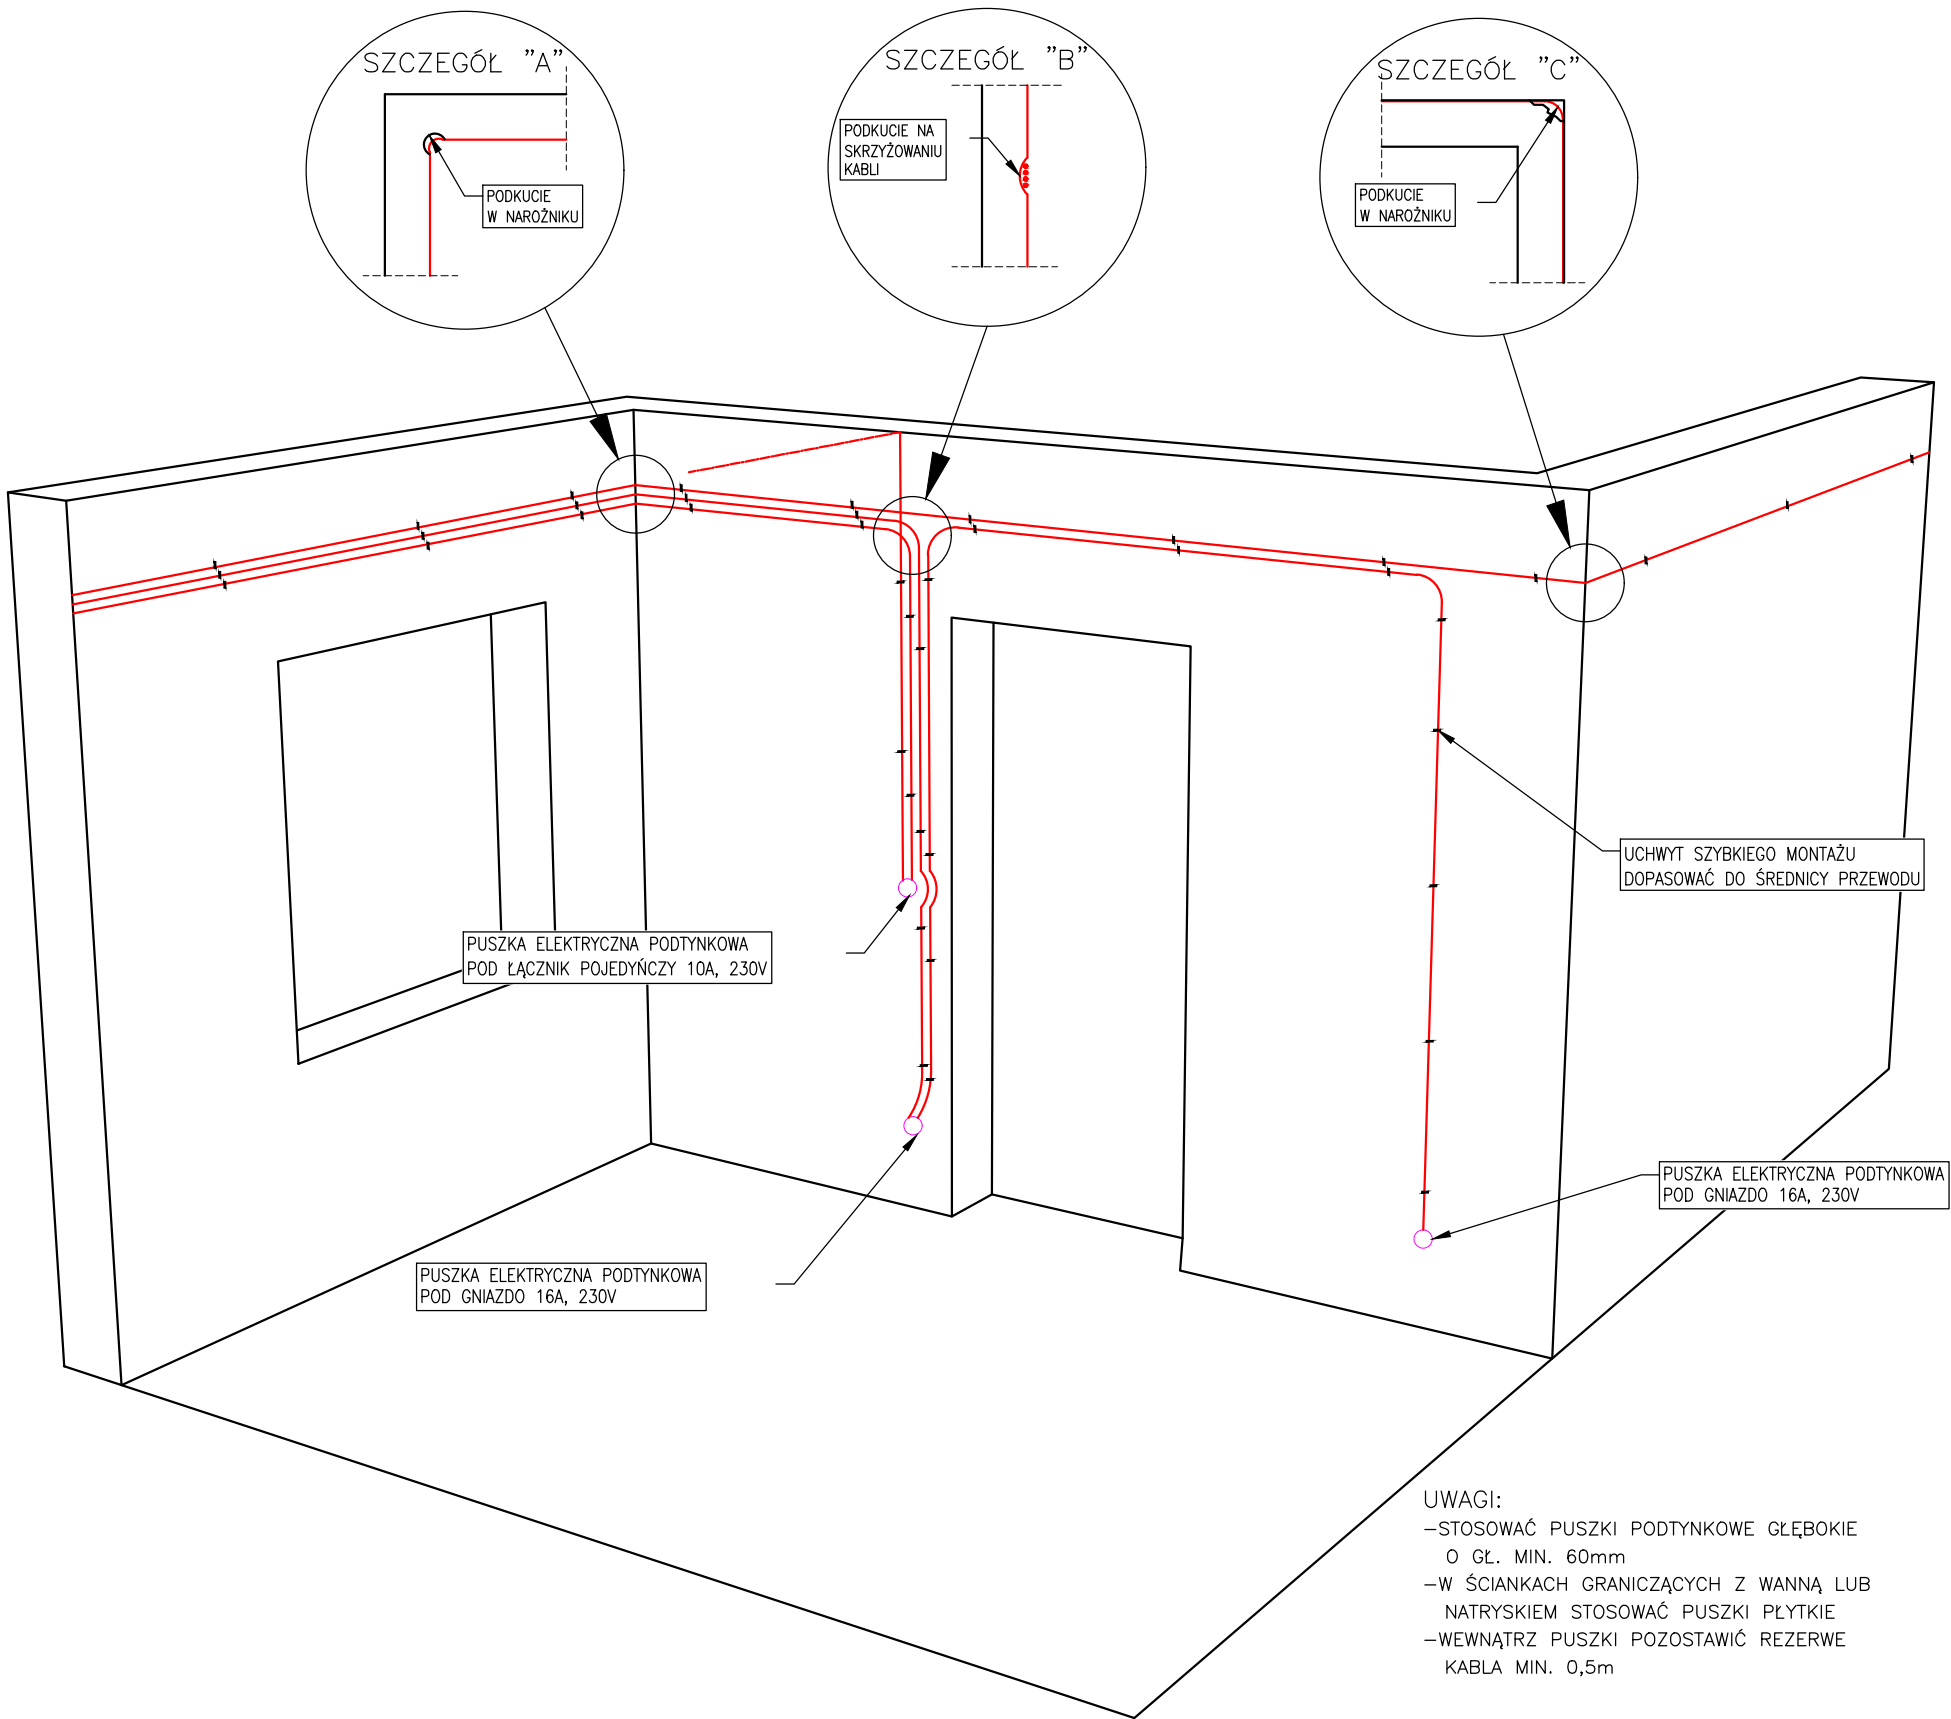 SZCZEGÓŁ "A"
PODKUCIE
W NAROŻNIKU
SZCZEGÓŁ "B"
PODKUCIE NA
SKRZYŻOWANIU
KABLI
SZCZEGÓŁ "C"
PODKUCIE
W NAROŻNIKU
UCHWYT SZYBKIEGO MONTAŻU
DOPASOWAĆ DO ŚREDNICY PRZEWODU
PUSZKA ELEKTRYCZNA PODTYNKOWA
POD ŁĄCZNIK POJEDYŃCZY 10A, 230V
PUSZKA ELEKTRYCZNA PODTYNKOWA
POD GNIAZDO 16A, 230V
PUSZKA ELEKTRYCZNA PODTYNKOWA
POD GNIAZDO 16A, 230V
UWAGI:
-STOSOWAĆ PUSZKI PODTYNKOWE GŁĘBOKIE
O GŁ. MIN. 60mm
-W ŚCIANKACH GRANICZĄCYCH Z WANNĄ LUB
NATRYSKIEM STOSOWAĆ PUSZKI PŁYTKIE
-WEWNĄTRZ PUSZKI POZOSTAWIĆ REZERWE
KABLA MIN. 0,5m